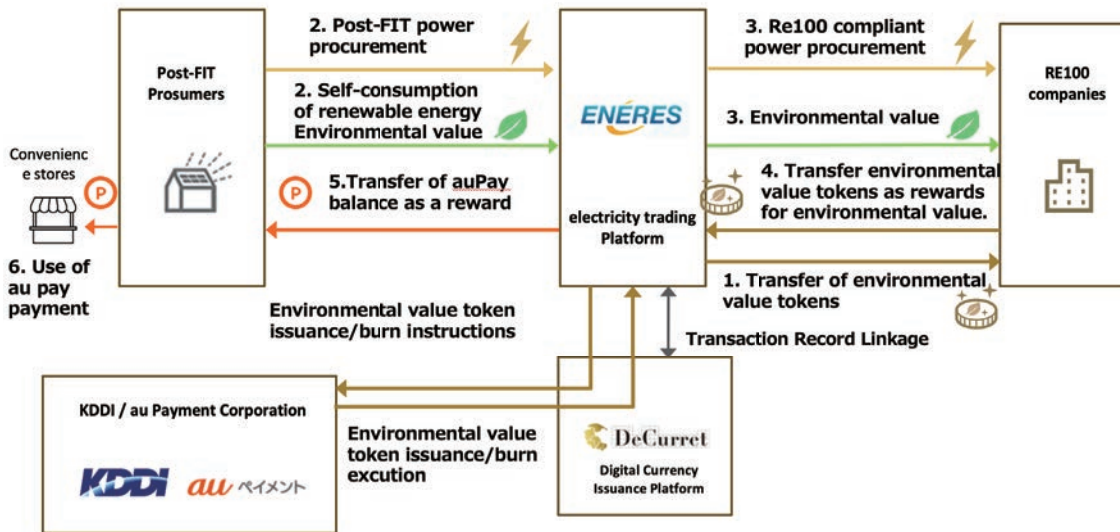 2. Post-FIT power
procurement
3. Re100 compliant
power procurement
Post-FIT
Prosumers
RE100
companies
2. Self-consumption
of renewable energy
Environmental value
ENERES
3. Environmental value
Convenienc
e stores
P
P
5.Transfer of auPay
balance as a reward
4. Transfer environmental
value tokens as rewards
for environmental value.
electricity trading
Platform
6. Use of
au pay
payment
1. Transfer of environmental
value tokens
Environmental value token
issuance/burn instructions
Transaction Record Linkage
KDDI / au Payment Corporation
KDDI
au ペイメント
Environmental value
token issuance/burn
excution
DeCurret
Digital Currency
Issuance Platform